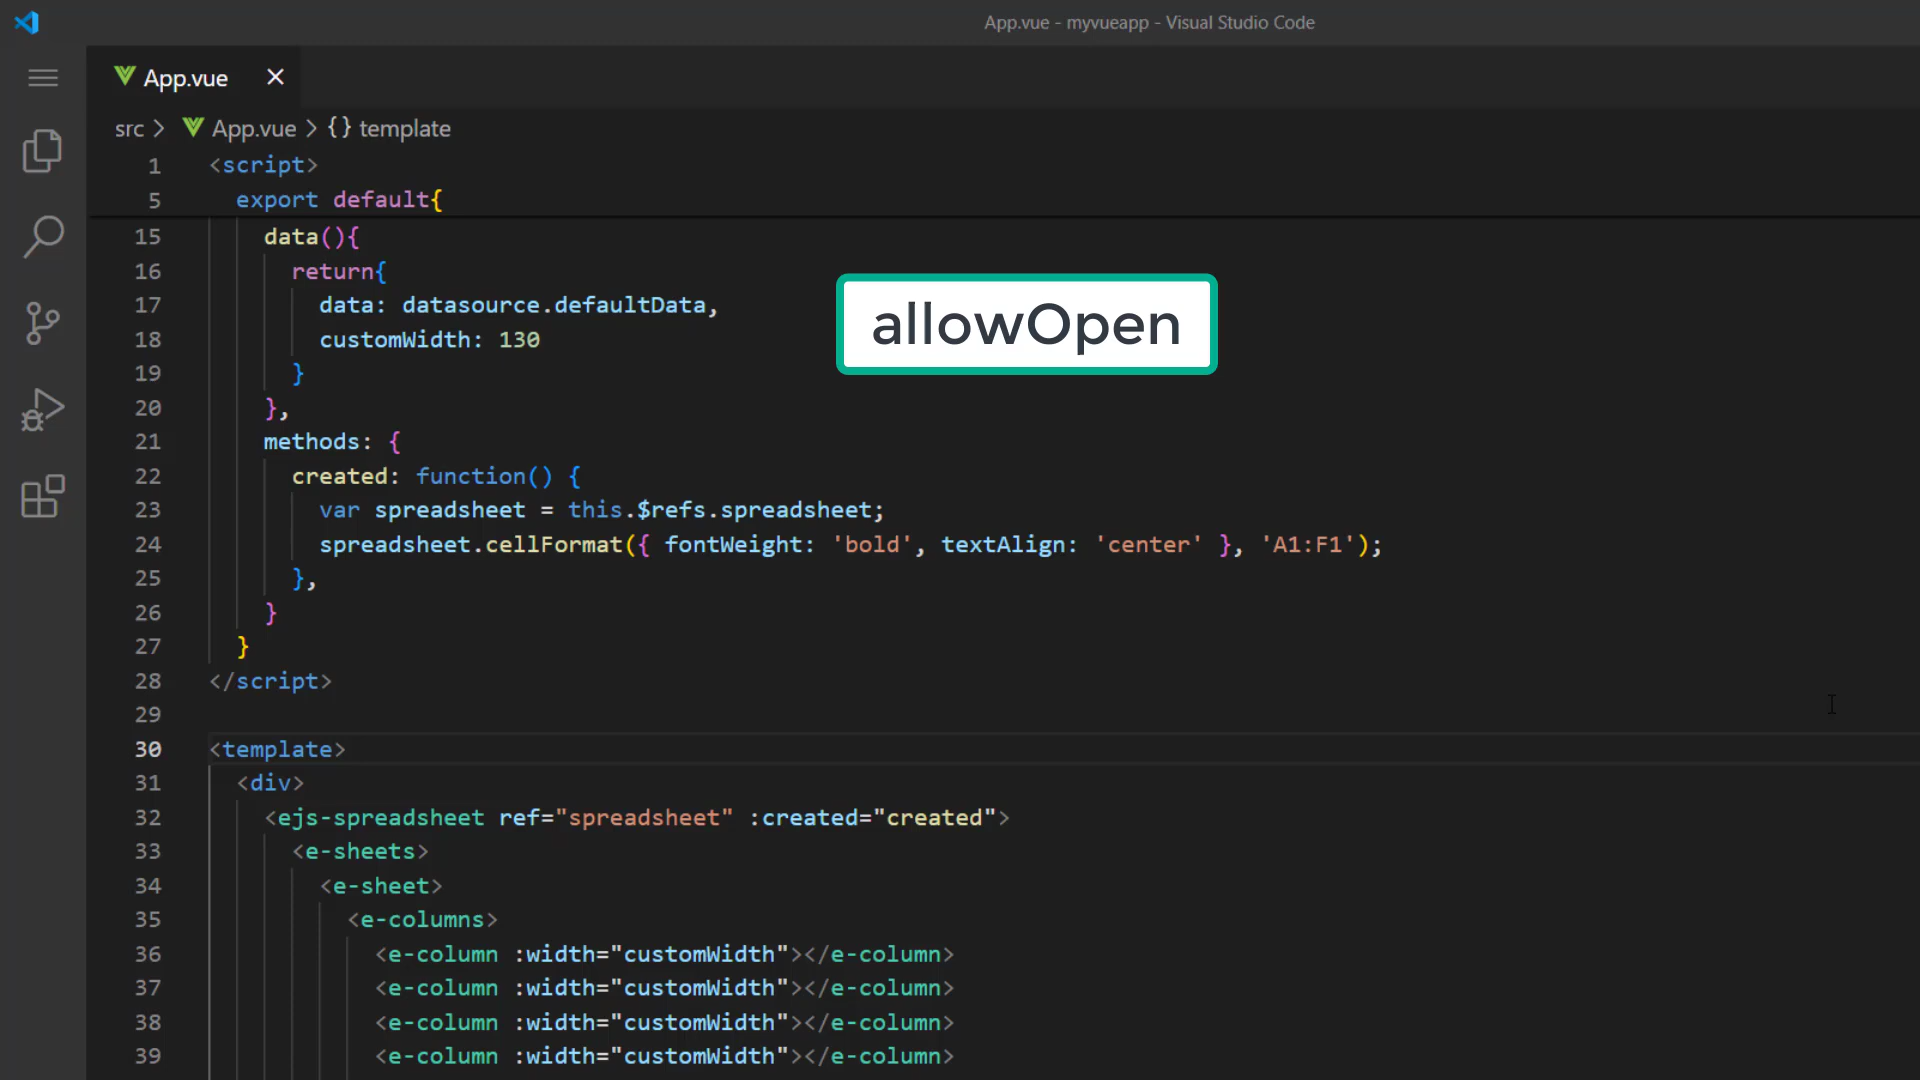 App.vue - myvueapp - Visual Studio Code
App.vue
src > App.vue > {} template
1 <script>
5 export default{
15 data(){
16 return{
17 data: datasource.defaultData,
18 customWidth: 130
19 }
20 },
21 methods: {
22 created: function() {
23 var spreadsheet = this.$refs.spreadsheet;
24 spreadsheet.cellFormat({ fontWeight: 'bold', textAlign: 'center' }, 'A1:F1');
25 },
26 }
27 }
28 </script>
29
30 <template>
31 <div>
32 <ejs-spreadsheet ref="spreadsheet" :created="created">
33 <e-sheets>
34 <e-sheet>
35 <e-columns>
36 <e-column :width="customWidth"></e-column>
37 <e-column :width="customWidth"></e-column>
38 <e-column :width="customWidth"></e-column>
39 <e-column :width="customWidth"></e-column>
allowOpen